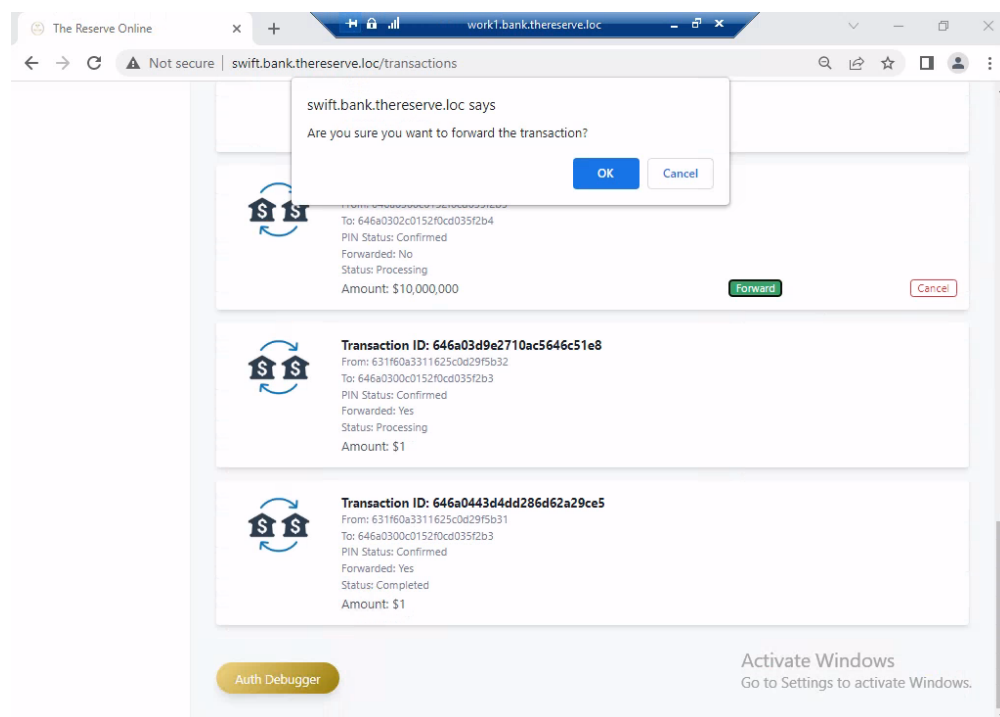 The Reserve Online
work1.bank.thereserve.loc
Not secure
swift.bank.thereserve.loc/transactions
swift.bank.thereserve.loc says
Are you sure you want to forward the transaction?
OK
Cancel
To: 646a0302c0152f0cd035f2b4
PIN Status: Confirmed
Forwarded: No
Status: Processing
Amount: $10,000,000
Forward
Cancel
Transaction ID: 646a03d9e2710ac5646c51e8
From: 631f60a3311625c0d29f5b32
To: 646a0300c0152f0cd035f2b3
PIN Status: Confirmed
Forwarded: Yes
Status: Processing
Amount: $1
Transaction ID: 646a0443d4dd286d62a29ce5
From: 631f60a3311625c0d29f5b31
To: 646a0300c0152f0cd035f2b3
PIN Status: Confirmed
Forwarded: Yes
Status: Completed
Amount: $1
Auth Debugger
Activate Windows
Go to Settings to activate Windows.